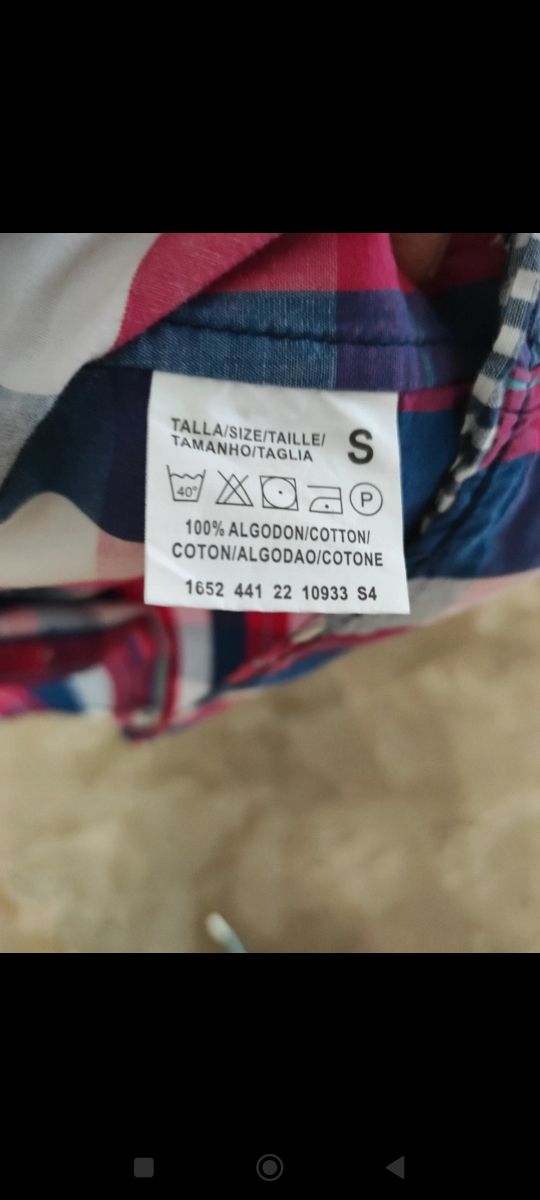 TALLA/SIZE/TAILLE/
TAMANHO/TAGLIA
S
40°
P
100% ALGODON/COTTON/
COTON/ALGODAO/COTONE
1652 441 22 10933 S4